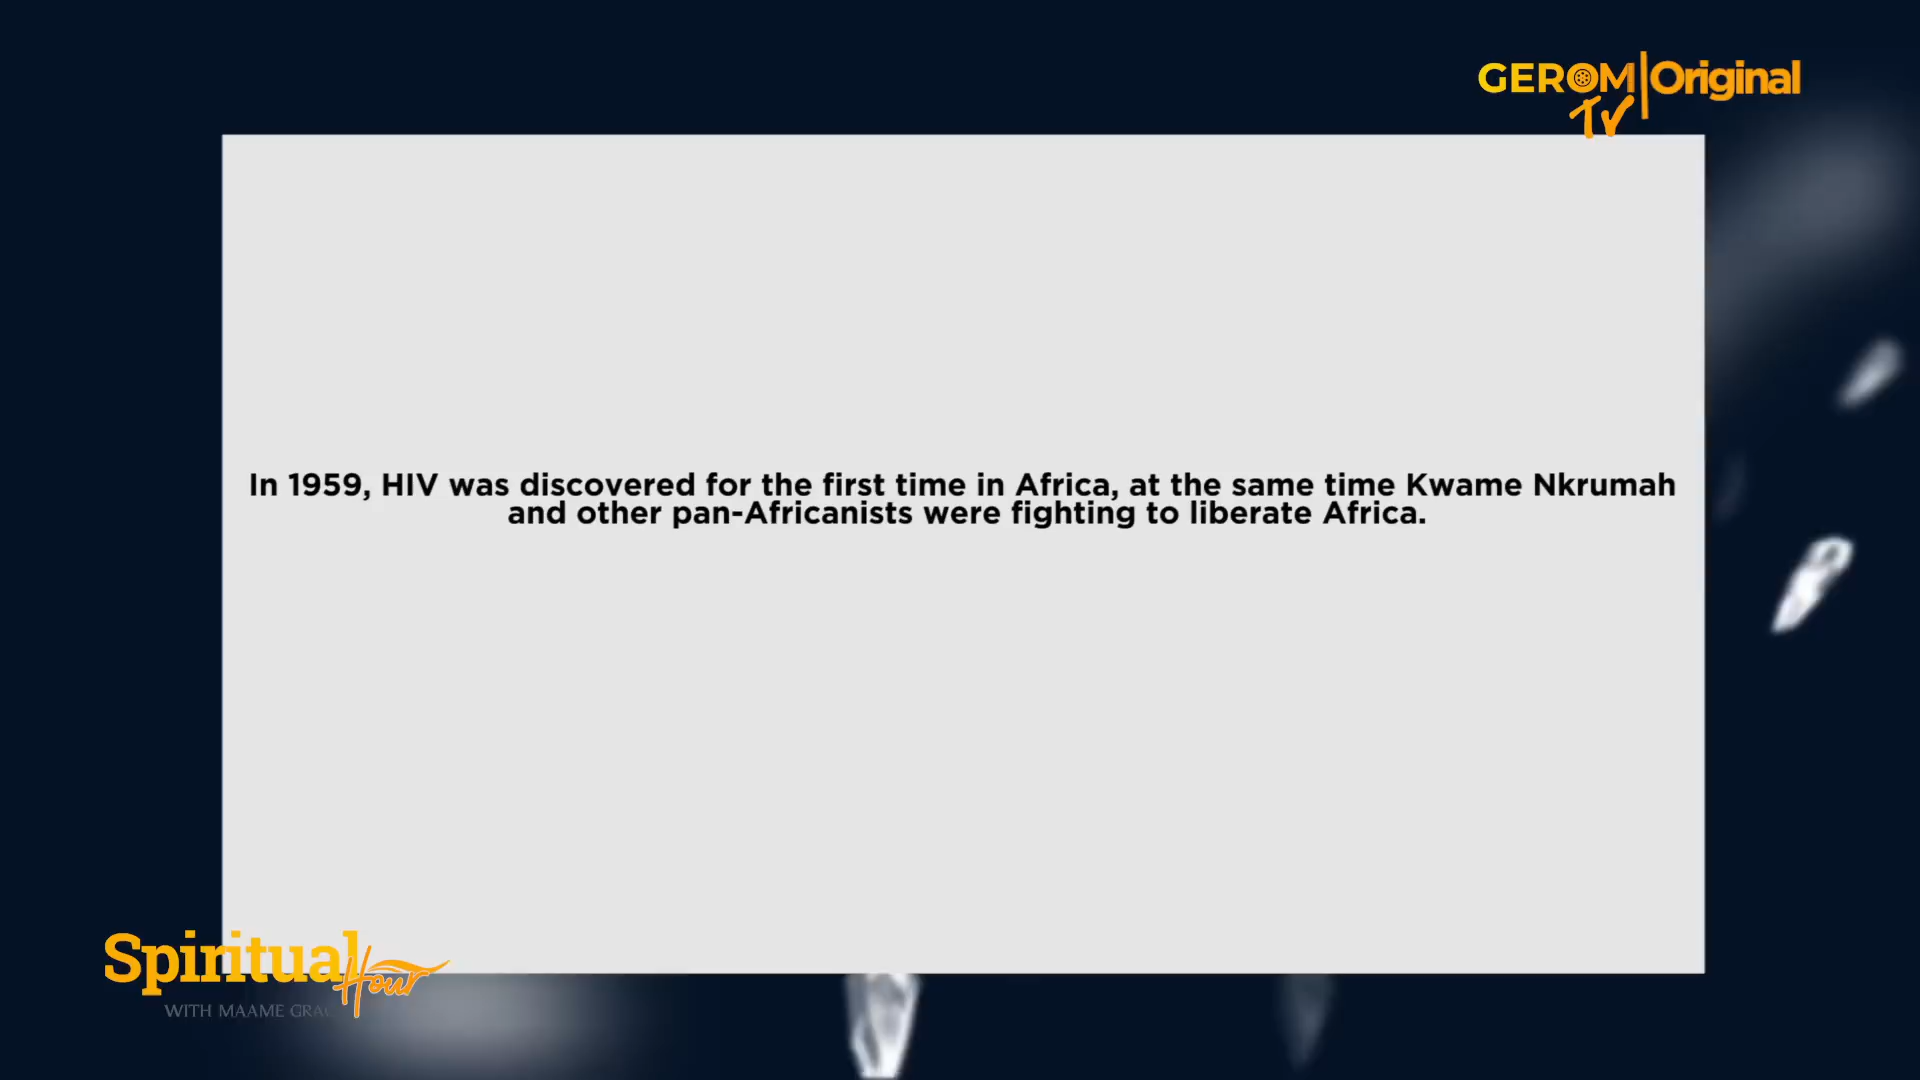 GEROM TV | Original
In 1959, HIV was discovered for the first time in Africa, at the same time Kwame Nkrumah
and other pan-Africanists were fighting to liberate Africa.
Spiritual Hour
WITH MAAME